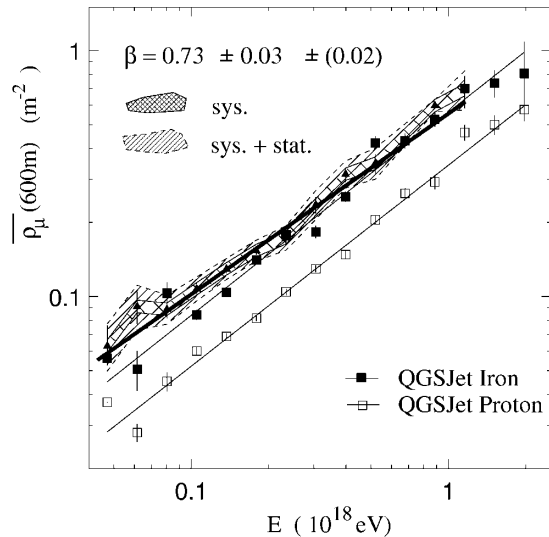 1
β = 0.73 ± 0.03 ± (0.02)
sys.
sys. + stat.
ρμ (600m) (m⁻²)
0.1
QGSJet Iron
QGSJet Proton
0.1 1
E ( 10¹⁸ eV)